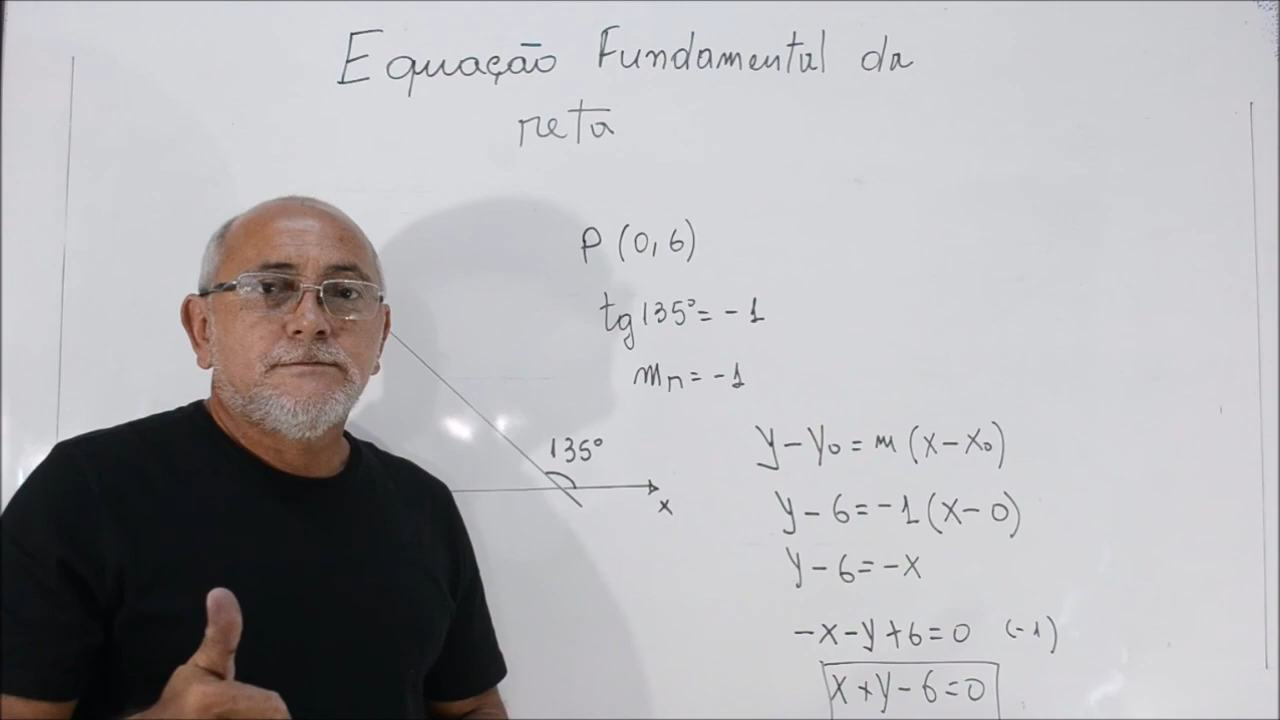 Equação Fundamental da
reta
P (0,6)
tg 135° = -1
mr = -1
135°
x
y - y0 = m (x - x0)
y - 6 = -1 (x - 0)
y - 6 = -x
-x - y + 6 = 0 (-1)
x + y - 6 = 0